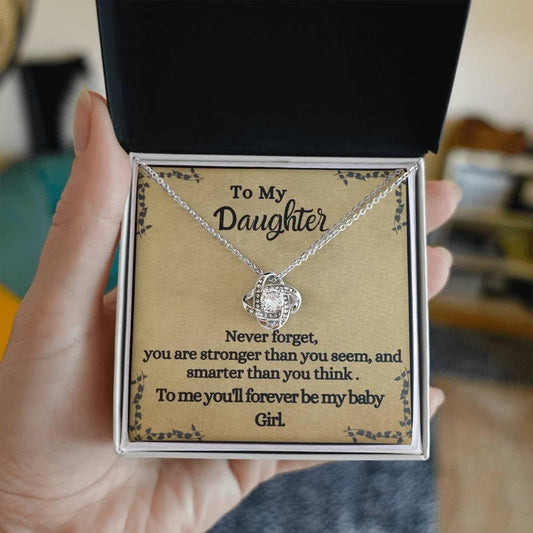 To My
Daughter
Never forget,
you are stronger than you seem, and
smarter than you think .
To me you'll forever be my baby
Girl.